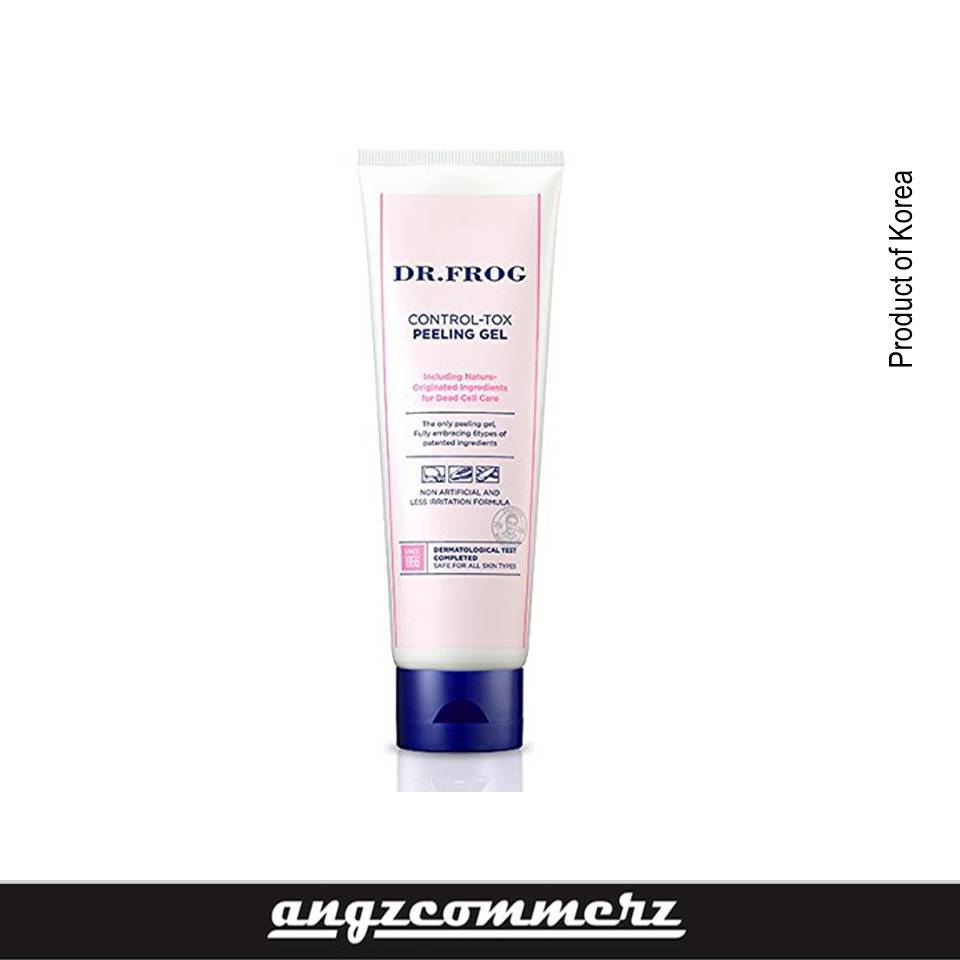 DR.FROG
CONTROL-TOX
PEELING GEL
Including Nature-
Originated Ingredients
for Dead Cell Care
The only peeling gel,
Fully embracing 6types of
patented ingredients
NON ARTIFICIAL AND
LESS IRRITATION FORMULA
SINCE
1966
DERMATOLOGICAL TEST
COMPLETED
SAFE FOR ALL SKIN TYPES
Product of Korea
angzcommerz